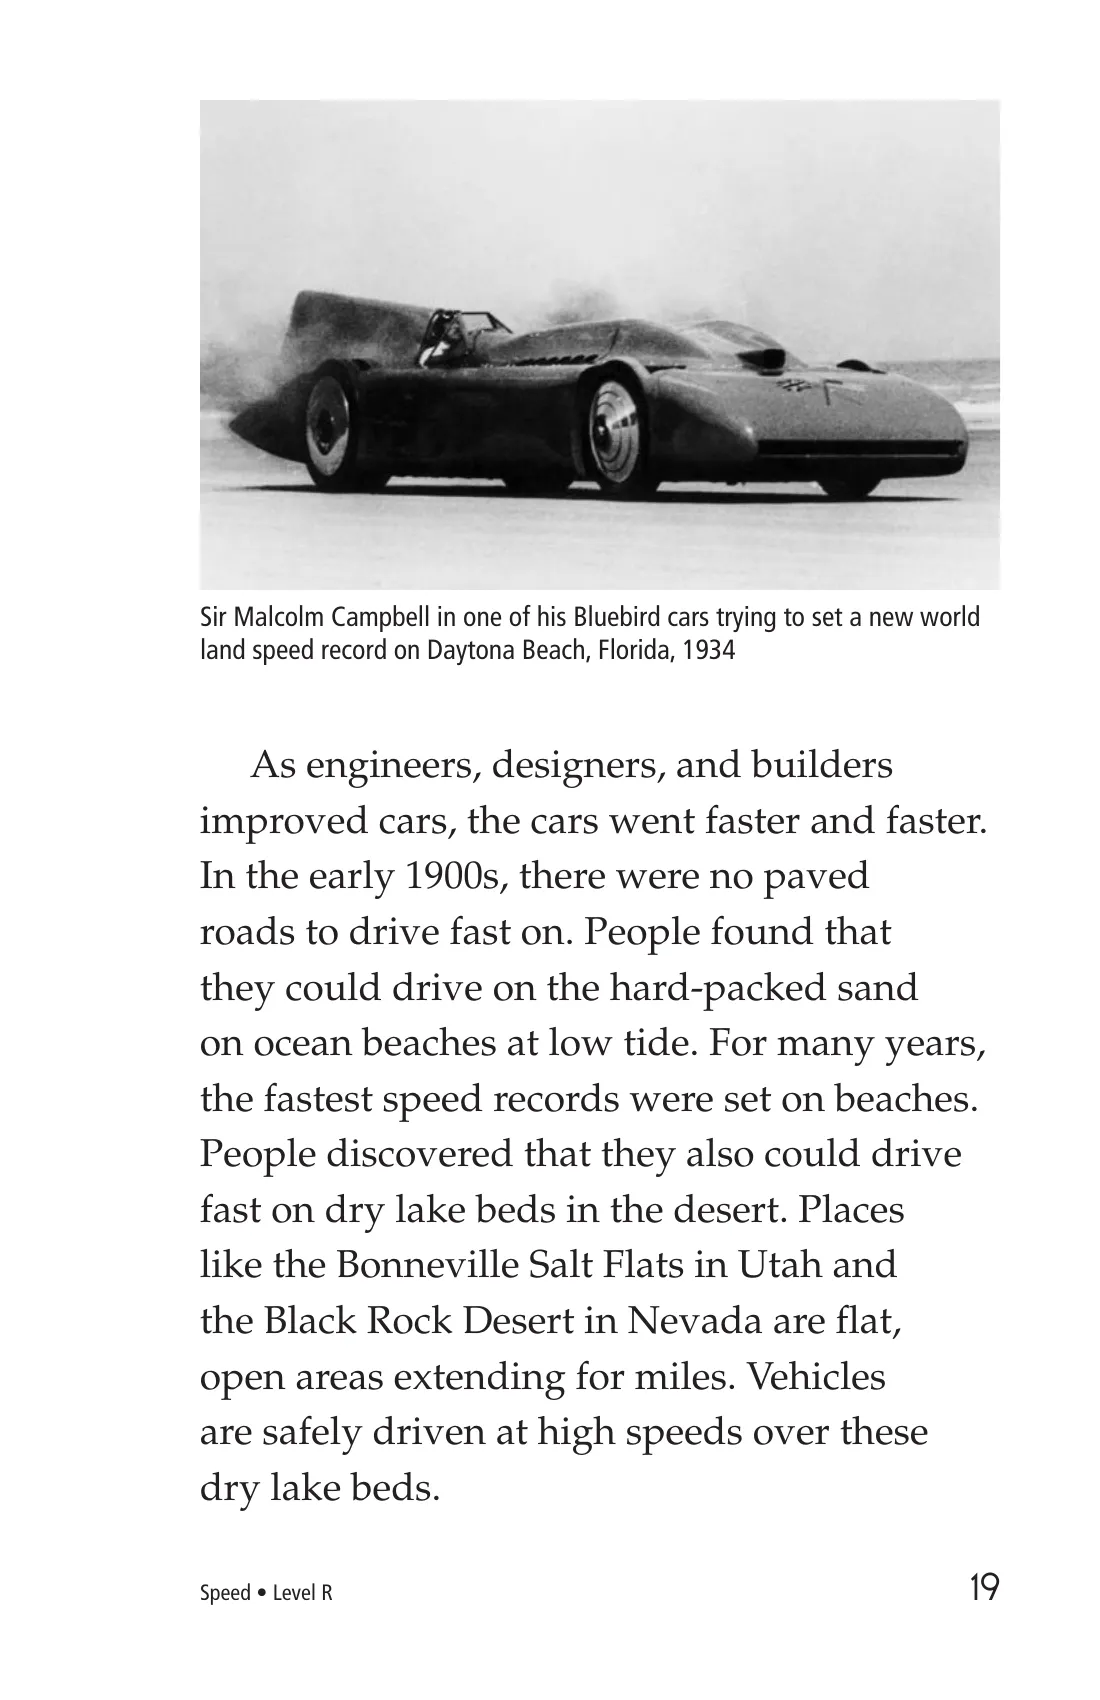 Sir Malcolm Campbell in one of his Bluebird cars trying to set a new world
land speed record on Daytona Beach, Florida, 1934
As engineers, designers, and builders
improved cars, the cars went faster and faster.
In the early 1900s, there were no paved
roads to drive fast on. People found that
they could drive on the hard-packed sand
on ocean beaches at low tide. For many years,
the fastest speed records were set on beaches.
People discovered that they also could drive
fast on dry lake beds in the desert. Places
like the Bonneville Salt Flats in Utah and
the Black Rock Desert in Nevada are flat,
open areas extending for miles. Vehicles
are safely driven at high speeds over these
dry lake beds.
Speed • Level R 19